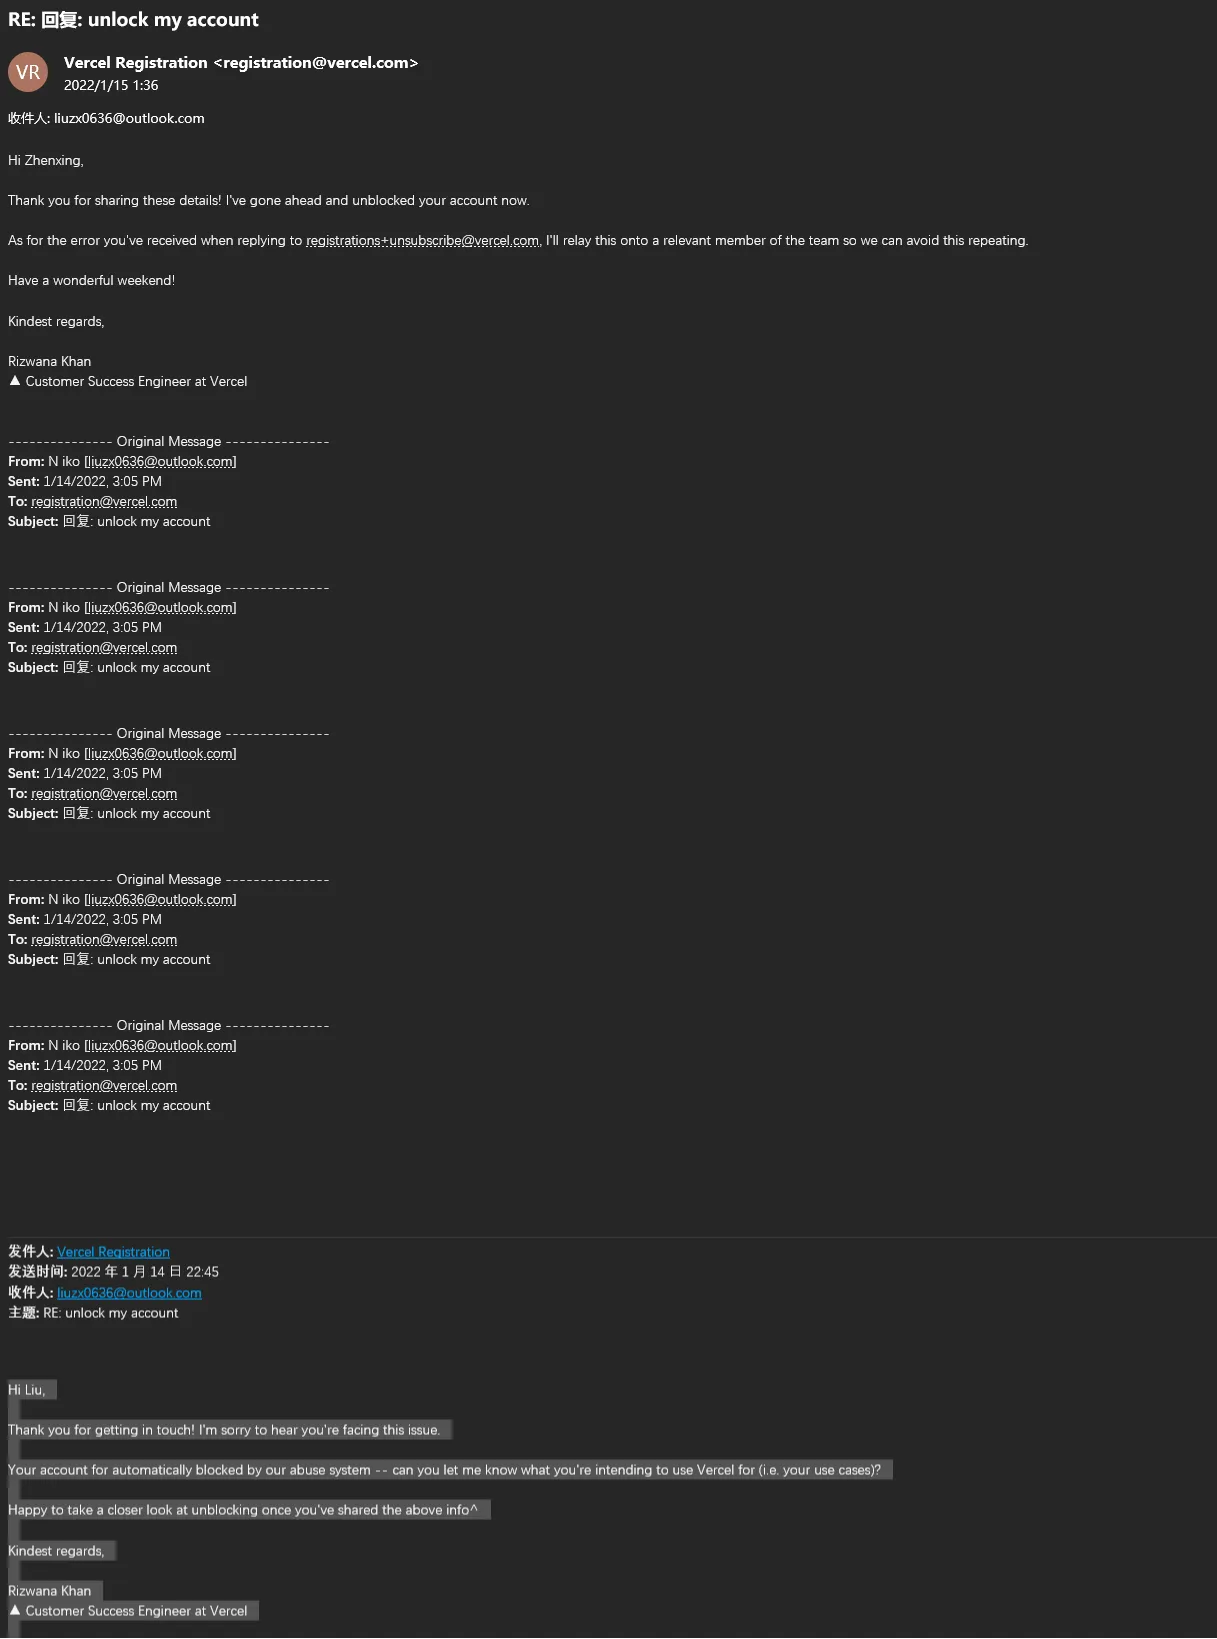 RE: 回复: unlock my account
VR
Vercel Registration <registration@vercel.com>
2022/1/15 1:36
收件人: liuzx0636@outlook.com
Hi Zhenxing,
Thank you for sharing these details! I've gone ahead and unblocked your account now.
As for the error you've received when replying to registrations+unsubscribe@vercel.com, I'll relay this onto a relevant member of the team so we can avoid this repeating.
Have a wonderful weekend!
Kindest regards,
Rizwana Khan
▲ Customer Success Engineer at Vercel
--------------- Original Message ---------------
From: N iko [liuzx0636@outlook.com]
Sent: 1/14/2022, 3:05 PM
To: registration@vercel.com
Subject: 回复: unlock my account
--------------- Original Message ---------------
From: N iko [liuzx0636@outlook.com]
Sent: 1/14/2022, 3:05 PM
To: registration@vercel.com
Subject: 回复: unlock my account
--------------- Original Message ---------------
From: N iko [liuzx0636@outlook.com]
Sent: 1/14/2022, 3:05 PM
To: registration@vercel.com
Subject: 回复: unlock my account
--------------- Original Message ---------------
From: N iko [liuzx0636@outlook.com]
Sent: 1/14/2022, 3:05 PM
To: registration@vercel.com
Subject: 回复: unlock my account
--------------- Original Message ---------------
From: N iko [liuzx0636@outlook.com]
Sent: 1/14/2022, 3:05 PM
To: registration@vercel.com
Subject: 回复: unlock my account
发件人: Vercel Registration
发送时间: 2022 年 1 月 14 日 22:45
收件人: liuzx0636@outlook.com
主题: RE: unlock my account
Hi Liu,
Thank you for getting in touch! I'm sorry to hear you're facing this issue.
Your account for automatically blocked by our abuse system -- can you let me know what you're intending to use Vercel for (i.e. your use cases)?
Happy to take a closer look at unblocking once you've shared the above info^
Kindest regards,
Rizwana Khan
▲ Customer Success Engineer at Vercel